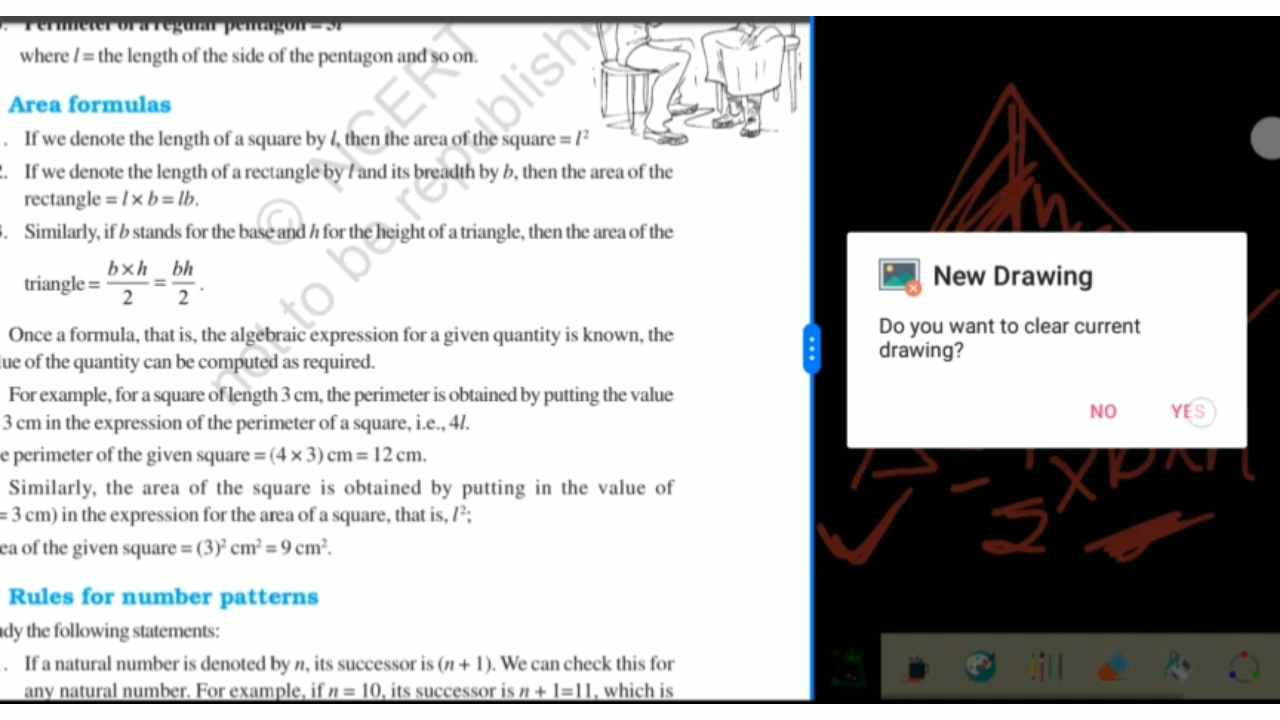 Perimeter of a regular pentagon = 5l
where l = the length of the side of the pentagon and so on.
Area formulas
. If we denote the length of a square by l, then the area of the square = l²
2. If we denote the length of a rectangle by l and its breadth by b, then the area of the
rectangle = l × b = lb.
3. Similarly, if b stands for the base and h for the height of a triangle, then the area of the
triangle = b × h / 2 = bh / 2 .
Once a formula, that is, the algebraic expression for a given quantity is known, the
lue of the quantity can be computed as required.
For example, for a square of length 3 cm, the perimeter is obtained by putting the value
3 cm in the expression of the perimeter of a square, i.e., 4l.
e perimeter of the given square = (4 × 3) cm = 12 cm.
Similarly, the area of the square is obtained by putting in the value of
= 3 cm) in the expression for the area of a square, that is, l²;
ea of the given square = (3)² cm² = 9 cm².
Rules for number patterns
udy the following statements:
. If a natural number is denoted by n, its successor is (n + 1). We can check this for
any natural number. For example, if n = 10, its successor is n + 1=11, which is
© NCERT
not to be republishe
h
New Drawing
Do you want to clear current
drawing?
NO YES